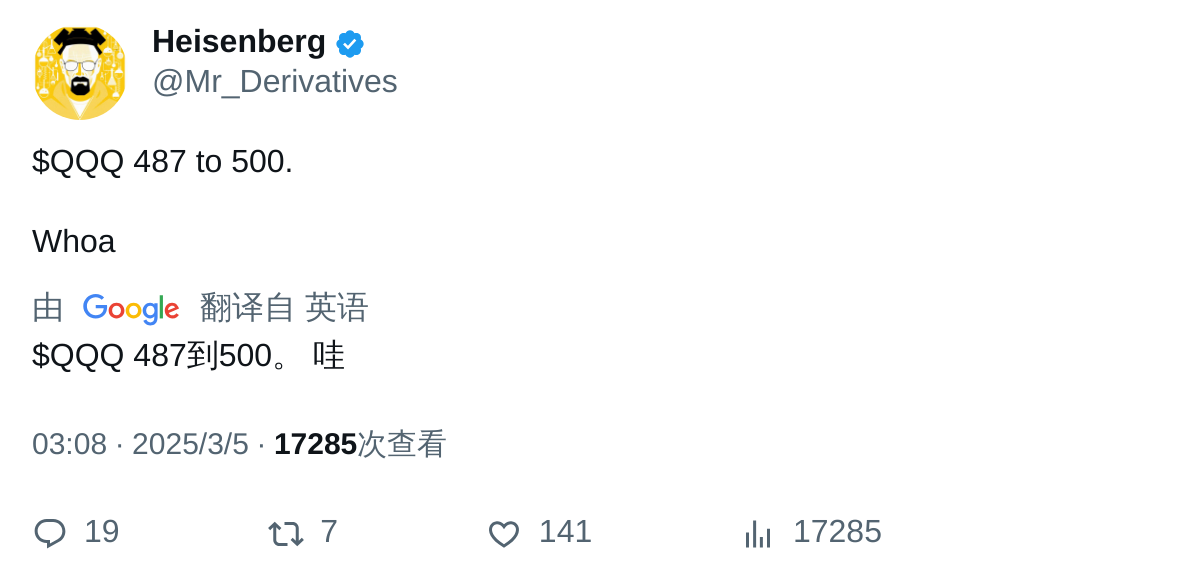 Heisenberg
@Mr_Derivatives
$QQQ 487 to 500.
Whoa
由 Google 翻译自 英语
$QQQ 487到500。 哇
03:08 · 2025/3/5 · 17285次查看
19 7 141 17285